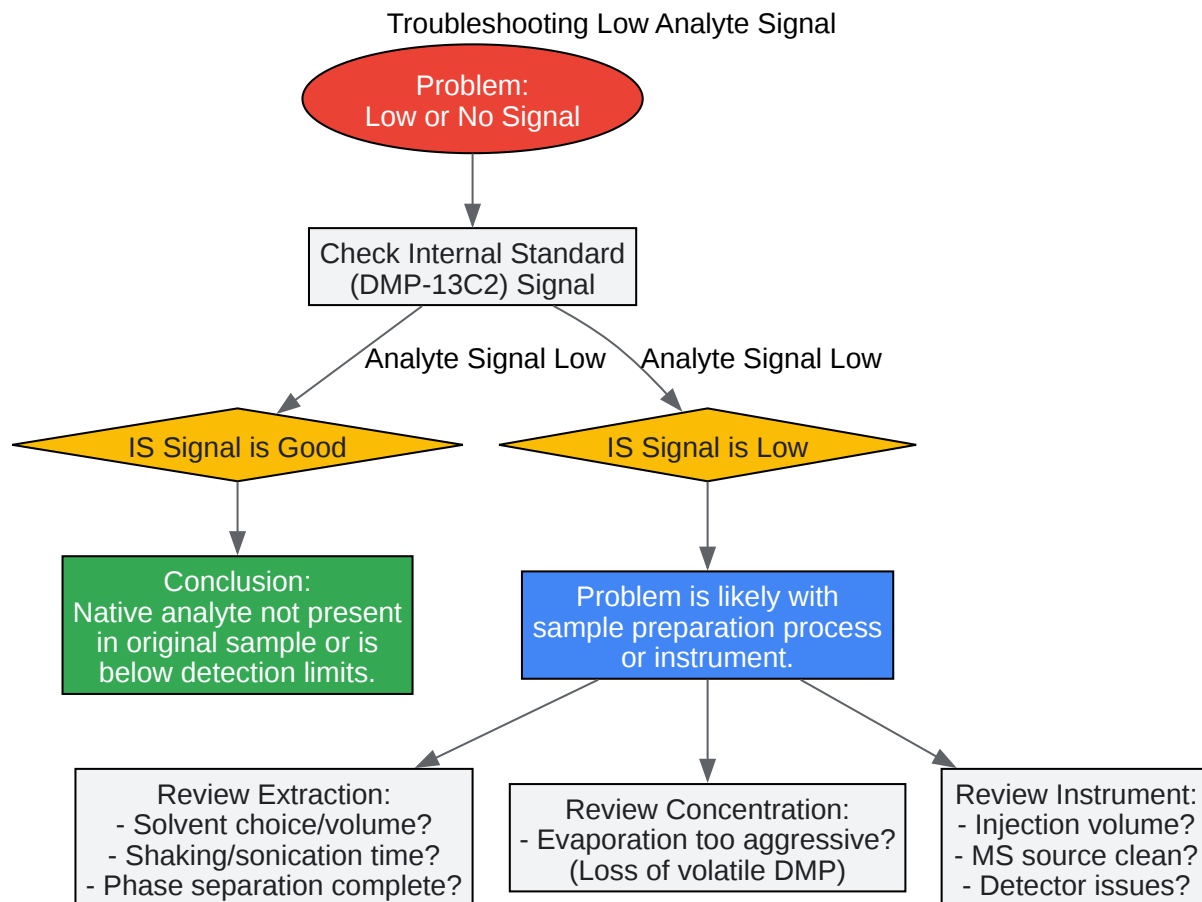 Troubleshooting Low Analyte Signal
Problem:
Low or No Signal
Check Internal Standard
(DMP-13C2) Signal
Analyte Signal Low
Analyte Signal Low
IS Signal is Good
IS Signal is Low
Conclusion:
Native analyte not present
in original sample or is
below detection limits.
Problem is likely with
sample preparation process
or instrument.
Review Extraction:
- Solvent choice/volume?
- Shaking/sonication time?
- Phase separation complete?
Review Concentration:
- Evaporation too aggressive?
(Loss of volatile DMP)
Review Instrument:
- Injection volume?
- MS source clean?
- Detector issues?